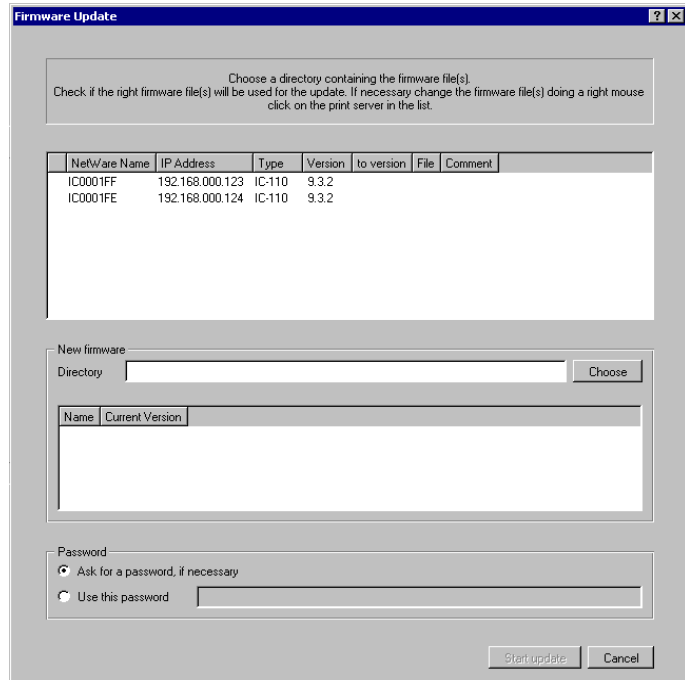 Firmware Update
Choose a directory containing the firmware file(s).
Check if the right firmware file(s) will be used for the update. If necessary change the firmware file(s) doing a right mouse
click on the print server in the list.
NetWare Name IP Address Type Version to version File Comment
IC0001FF 192.168.000.123 IC-110 9.3.2
IC0001FE 192.168.000.124 IC-110 9.3.2
New firmware
Directory Choose
Name Current Version
Password
Ask for a password, if necessary
Use this password
Start update Cancel